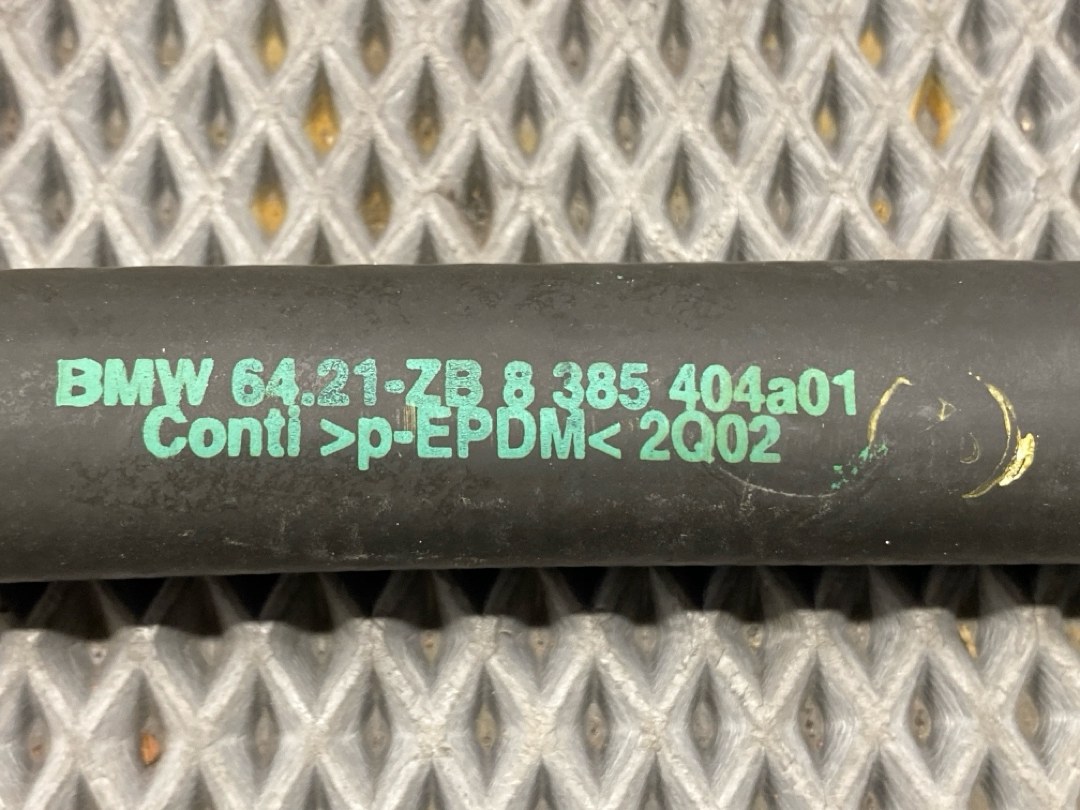 BMW 64.21-ZB 8 385 404a01
Conti >p-EPDM< 2Q02